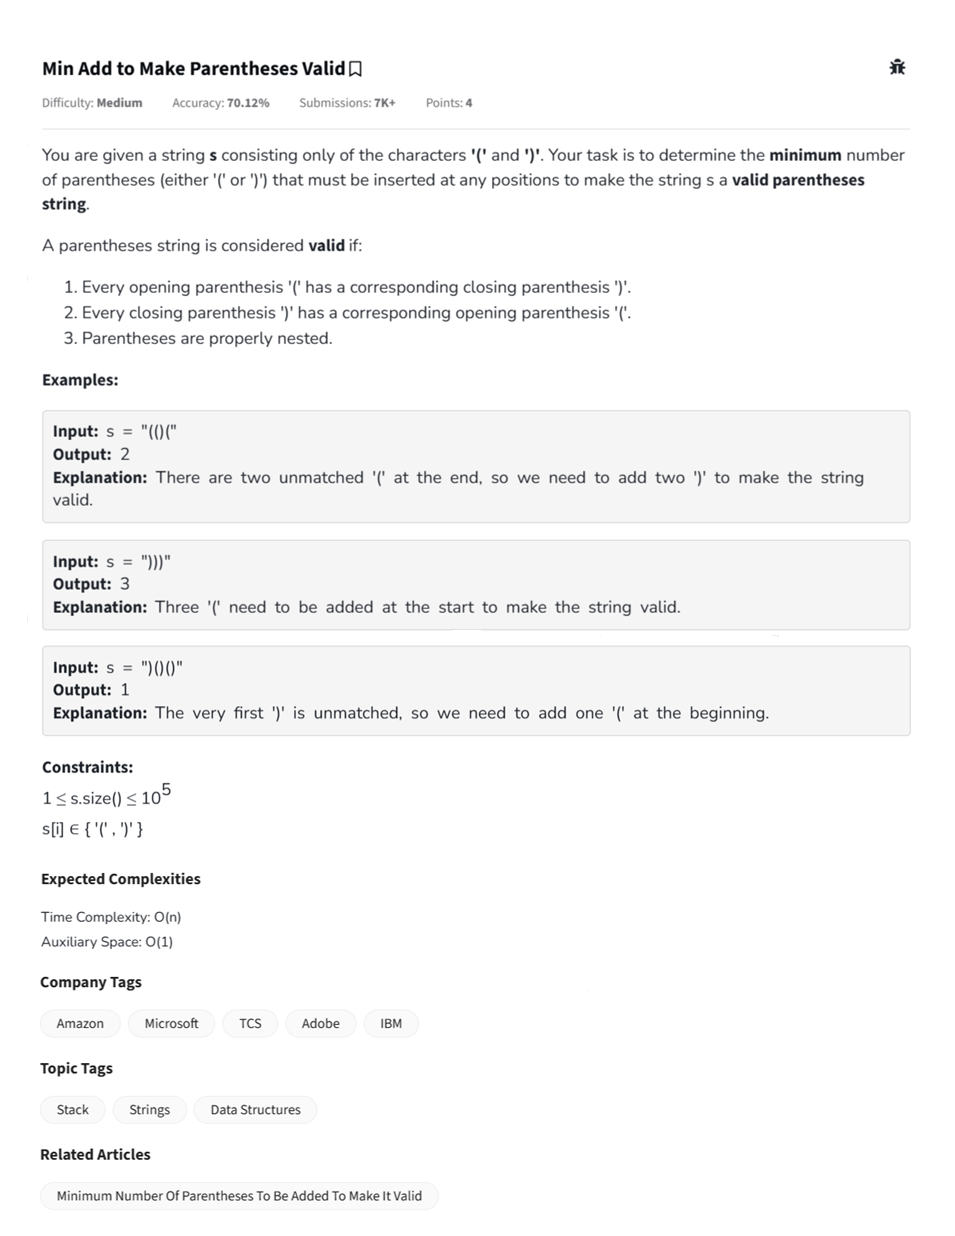 Min Add to Make Parentheses Valid
Difficulty: Medium Accuracy: 70.12% Submissions: 7K+ Points: 4
You are given a string s consisting only of the characters '(' and ')'. Your task is to determine the minimum number
of parentheses (either '(' or ')') that must be inserted at any positions to make the string s a valid parentheses
string.
A parentheses string is considered valid if:
1. Every opening parenthesis '(' has a corresponding closing parenthesis ')'.
2. Every closing parenthesis ')' has a corresponding opening parenthesis '('.
3. Parentheses are properly nested.
Examples:
Input: s = "(()("
Output: 2
Explanation: There are two unmatched '(' at the end, so we need to add two ')' to make the string
valid.
Input: s = ")))"
Output: 3
Explanation: Three '(' need to be added at the start to make the string valid.
Input: s = ")()()"
Output: 1
Explanation: The very first ')' is unmatched, so we need to add one '(' at the beginning.
Constraints:
1 ≤ s.size() ≤ 10⁵
s[i] ∈ { '(' , ')' }
Expected Complexities
Time Complexity: O(n)
Auxiliary Space: O(1)
Company Tags
Amazon Microsoft TCS Adobe IBM
Topic Tags
Stack Strings Data Structures
Related Articles
Minimum Number Of Parentheses To Be Added To Make It Valid